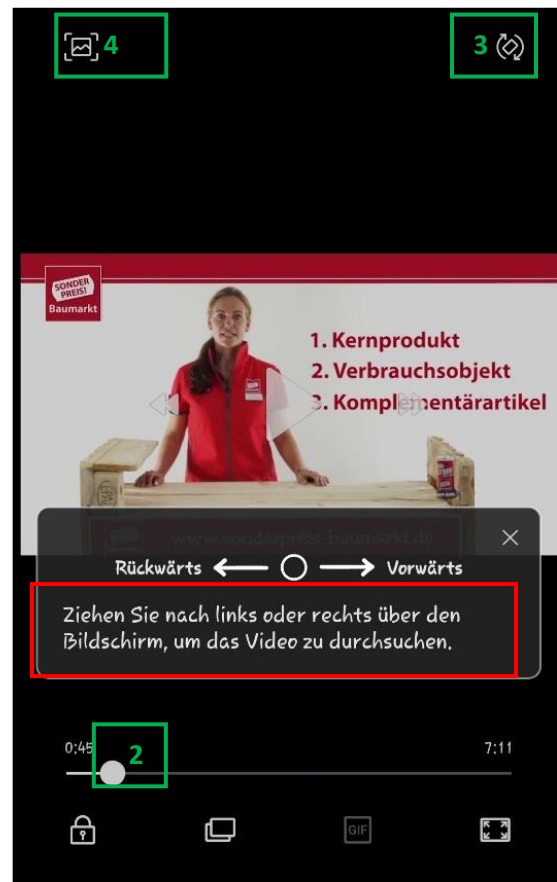 4
3
SONDER
PREIS!
Baumarkt
1. Kernprodukt
2. Verbrauchsobjekt
3. Komplementärartikel
www.sonderpreis-baumarkt.de
Rückwärts Vorwärts
Ziehen Sie nach links oder rechts über den
Bildschirm, um das Video zu durchsuchen.
0:45 2 7:11
GIF